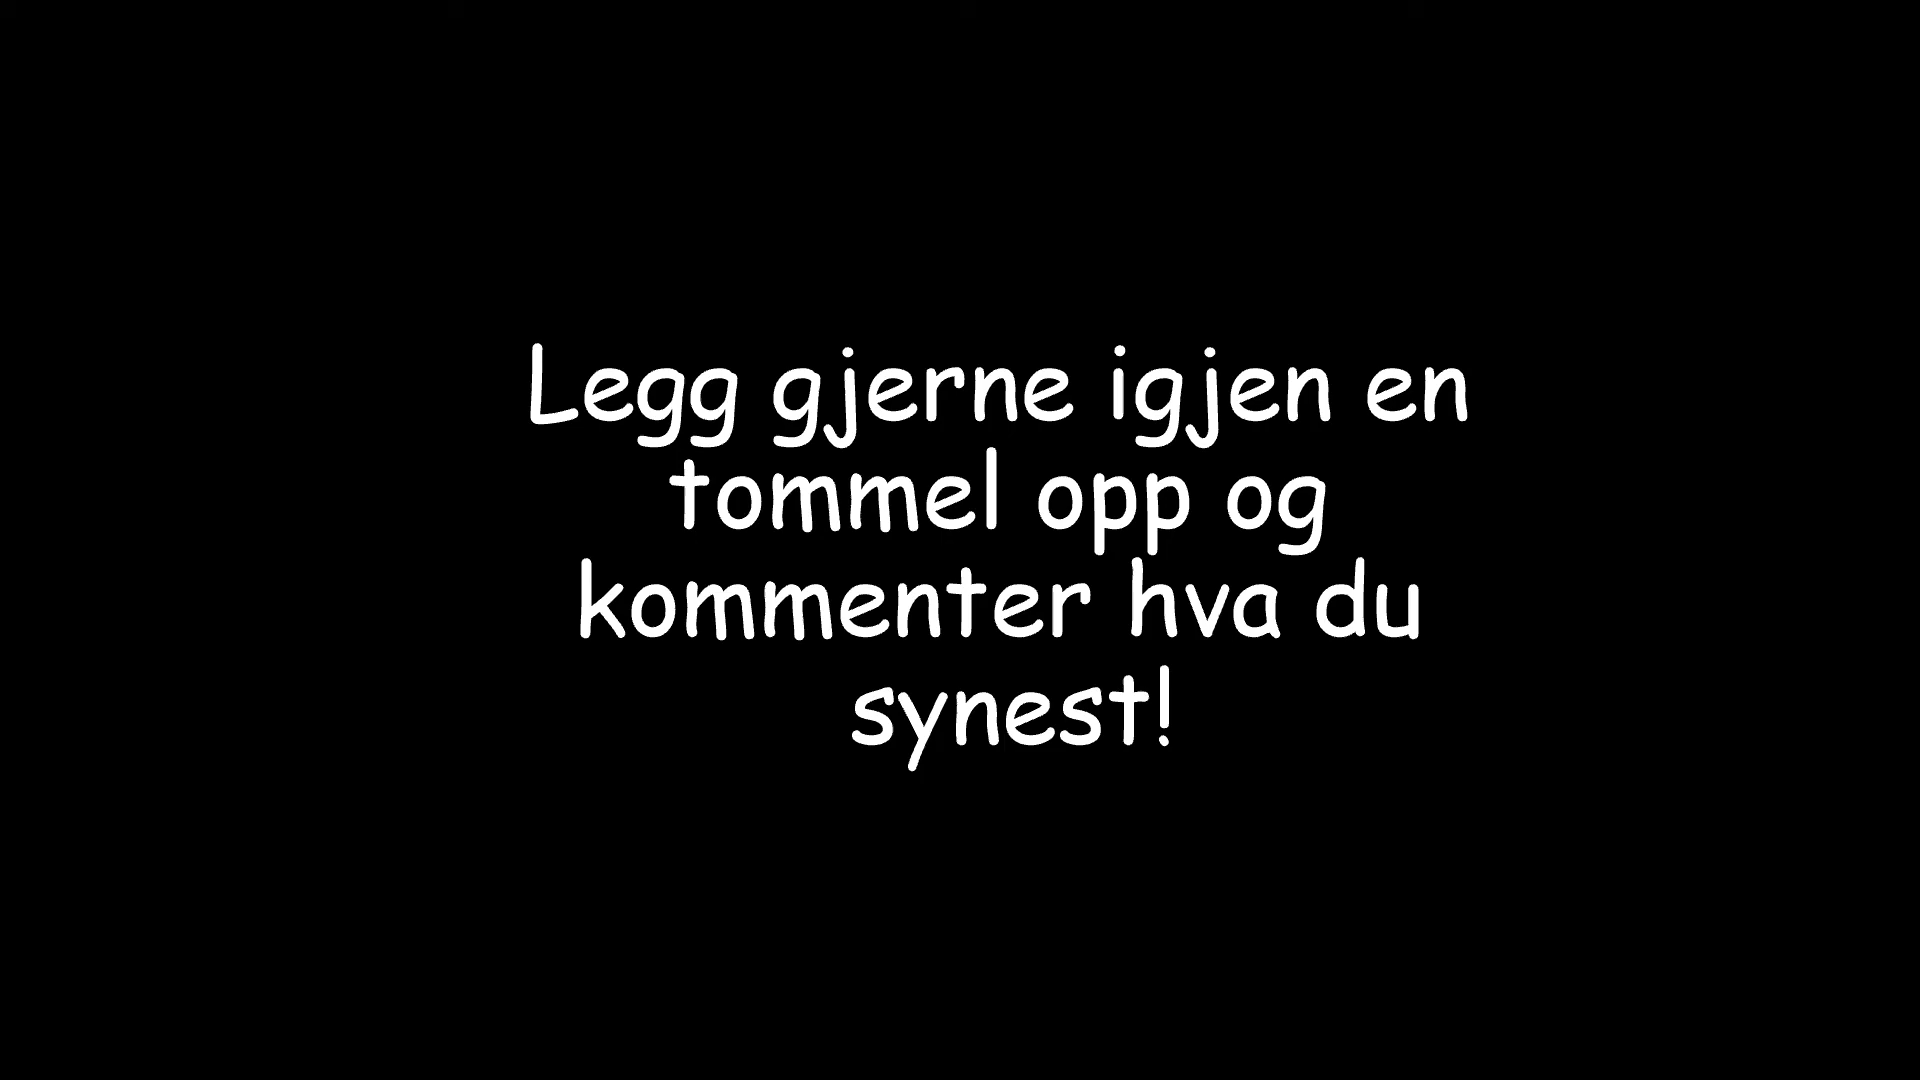 Legg gjerne igjen en
tommel opp og
kommenter hva du
synest!